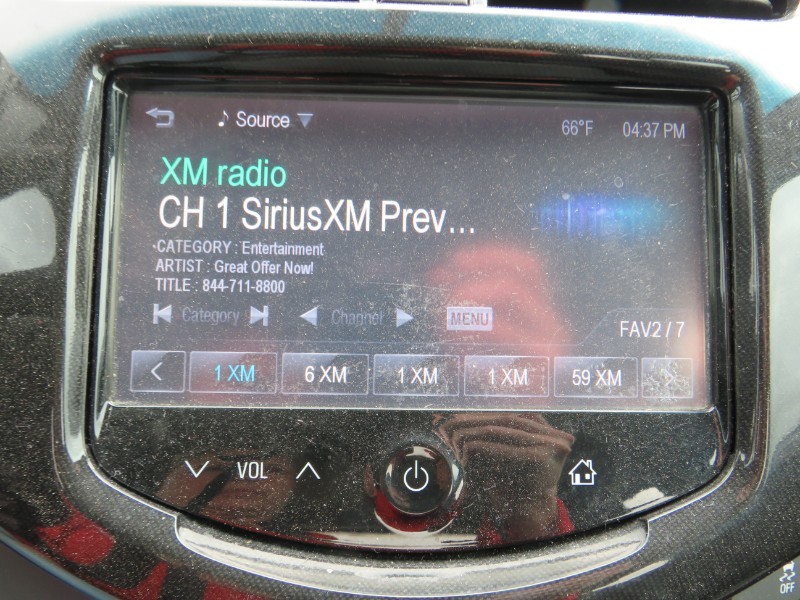 Source
66°F 04:37 PM
XM radio
CH 1 SiriusXM Prev...
CATEGORY : Entertainment
ARTIST : Great Offer Now!
TITLE : 844-711-8800
Category Channel MENU
FAV2 / 7
< 1 XM 6 XM 1 XM 1 XM 59 XM >
VOL
OFF